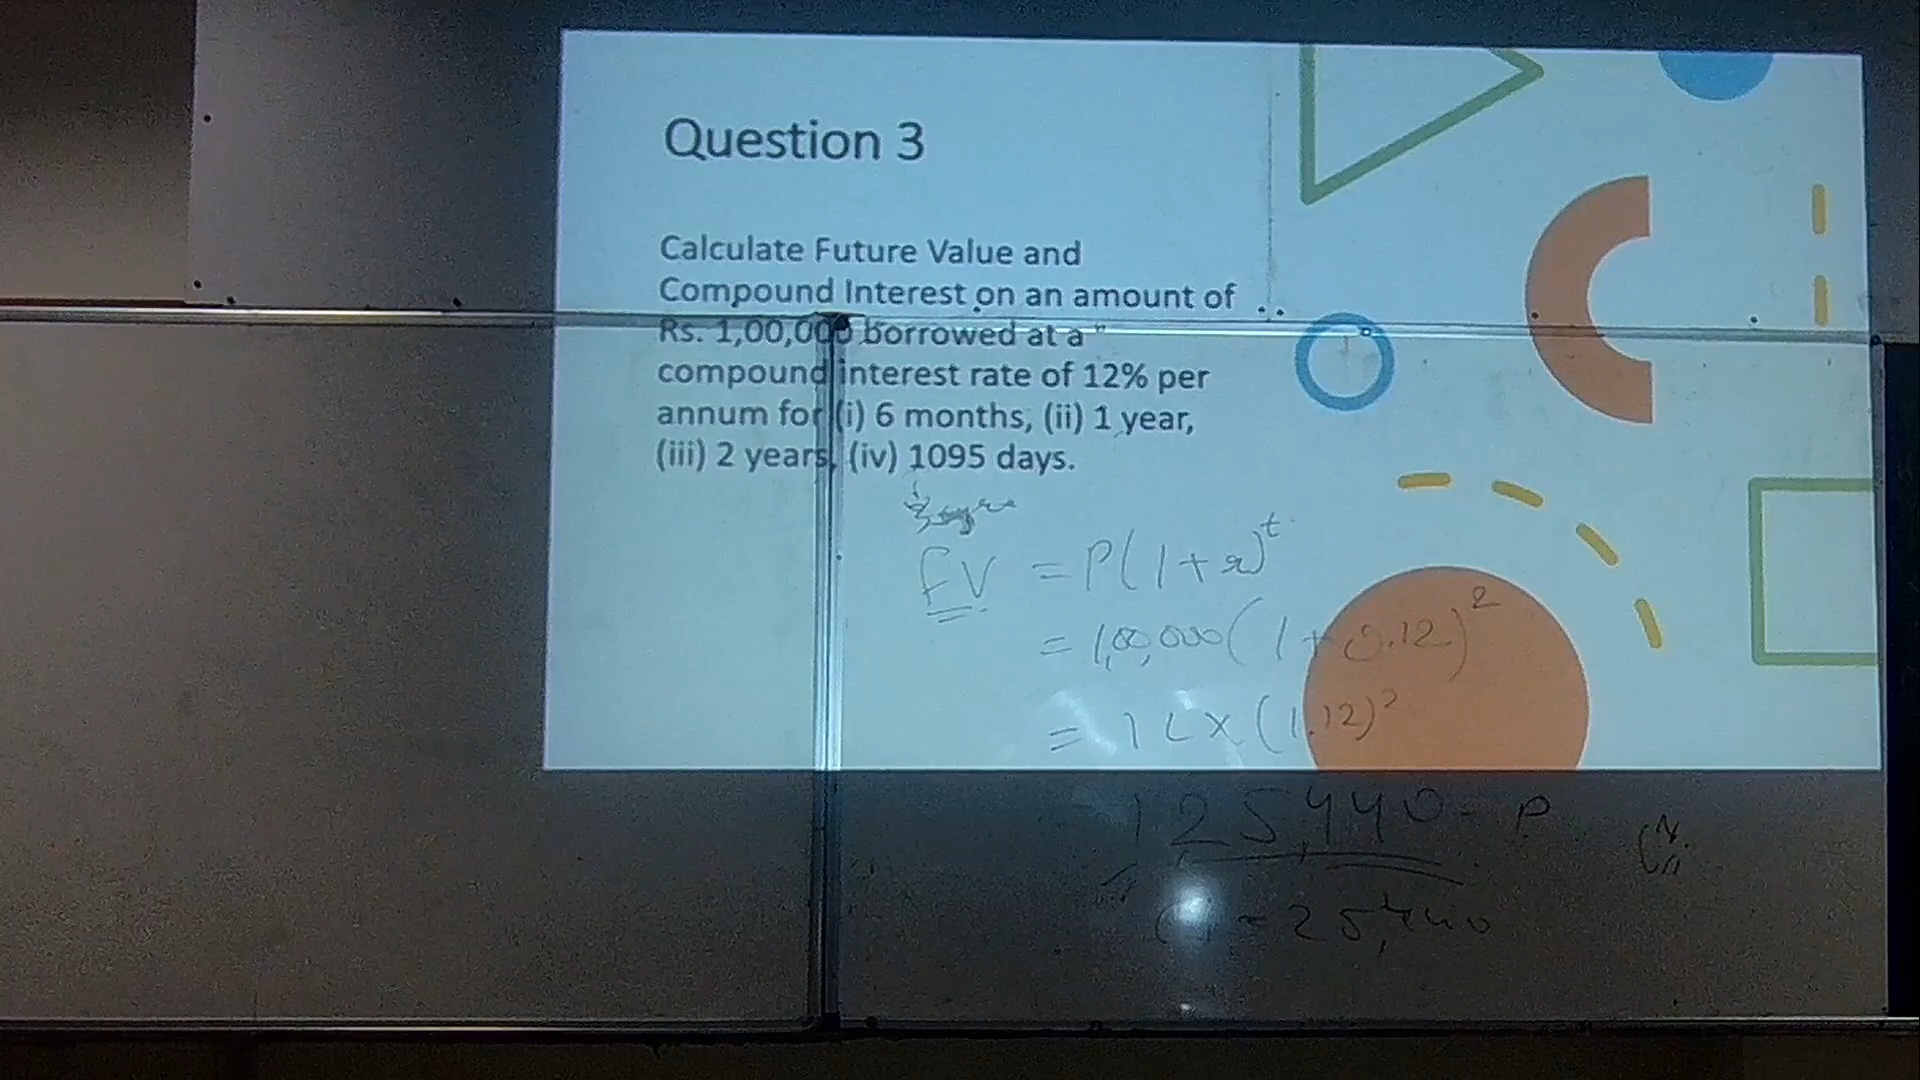 Question 3
Calculate Future Value and
Compound Interest on an amount of
Rs. 1,00,000 borrowed at a
compound interest rate of 12% per
annum for (i) 6 months, (ii) 1 year,
(iii) 2 years, (iv) 1095 days.
FV = P(1+r)^t
= 1,00,000(1+0.12)^2
= 1L×(1.12)^2
125,440 - P
CI = 25,440